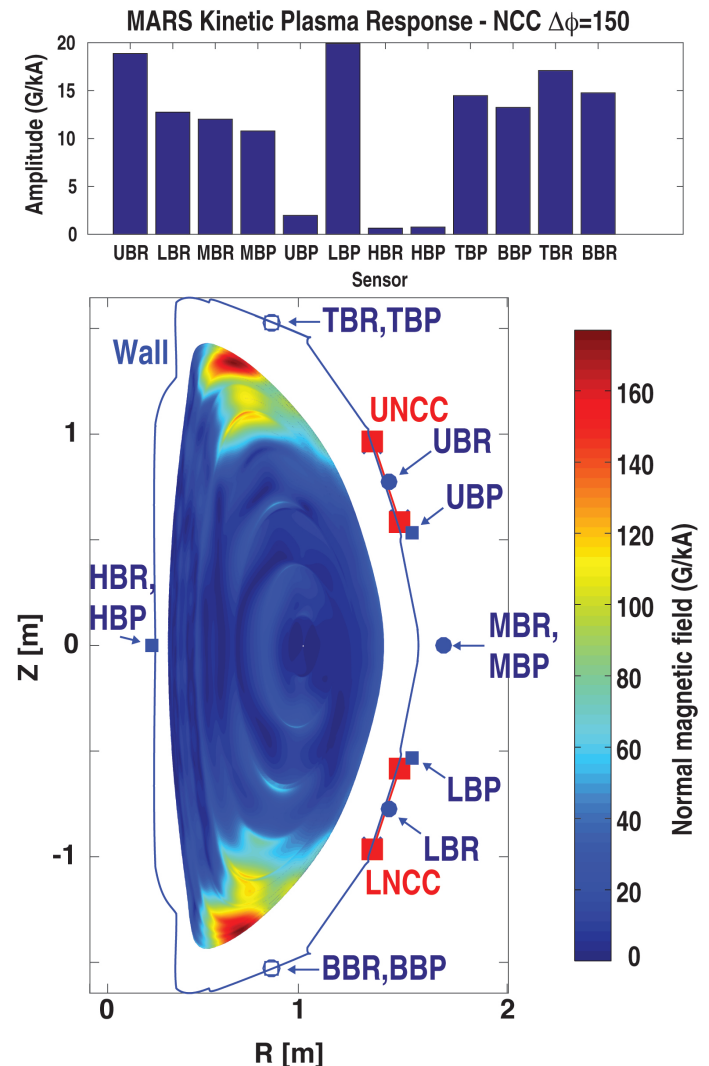 MARS Kinetic Plasma Response - NCC Δϕ=150
Amplitude (G/kA)
20
15
10
5
0
UBR LBR MBR MBP UBP LBP HBR HBP TBP BBP TBR BBR
Sensor
Wall
TBR,TBP
UNCC
UBR
UBP
HBR,
HBP
MBR,
MBP
LBP
LBR
LNCC
BBR,BBP
Z [m]
1
0
-1
0 1 2
R [m]
160
140
120
100
80
60
40
20
0
Normal magnetic field (G/kA)